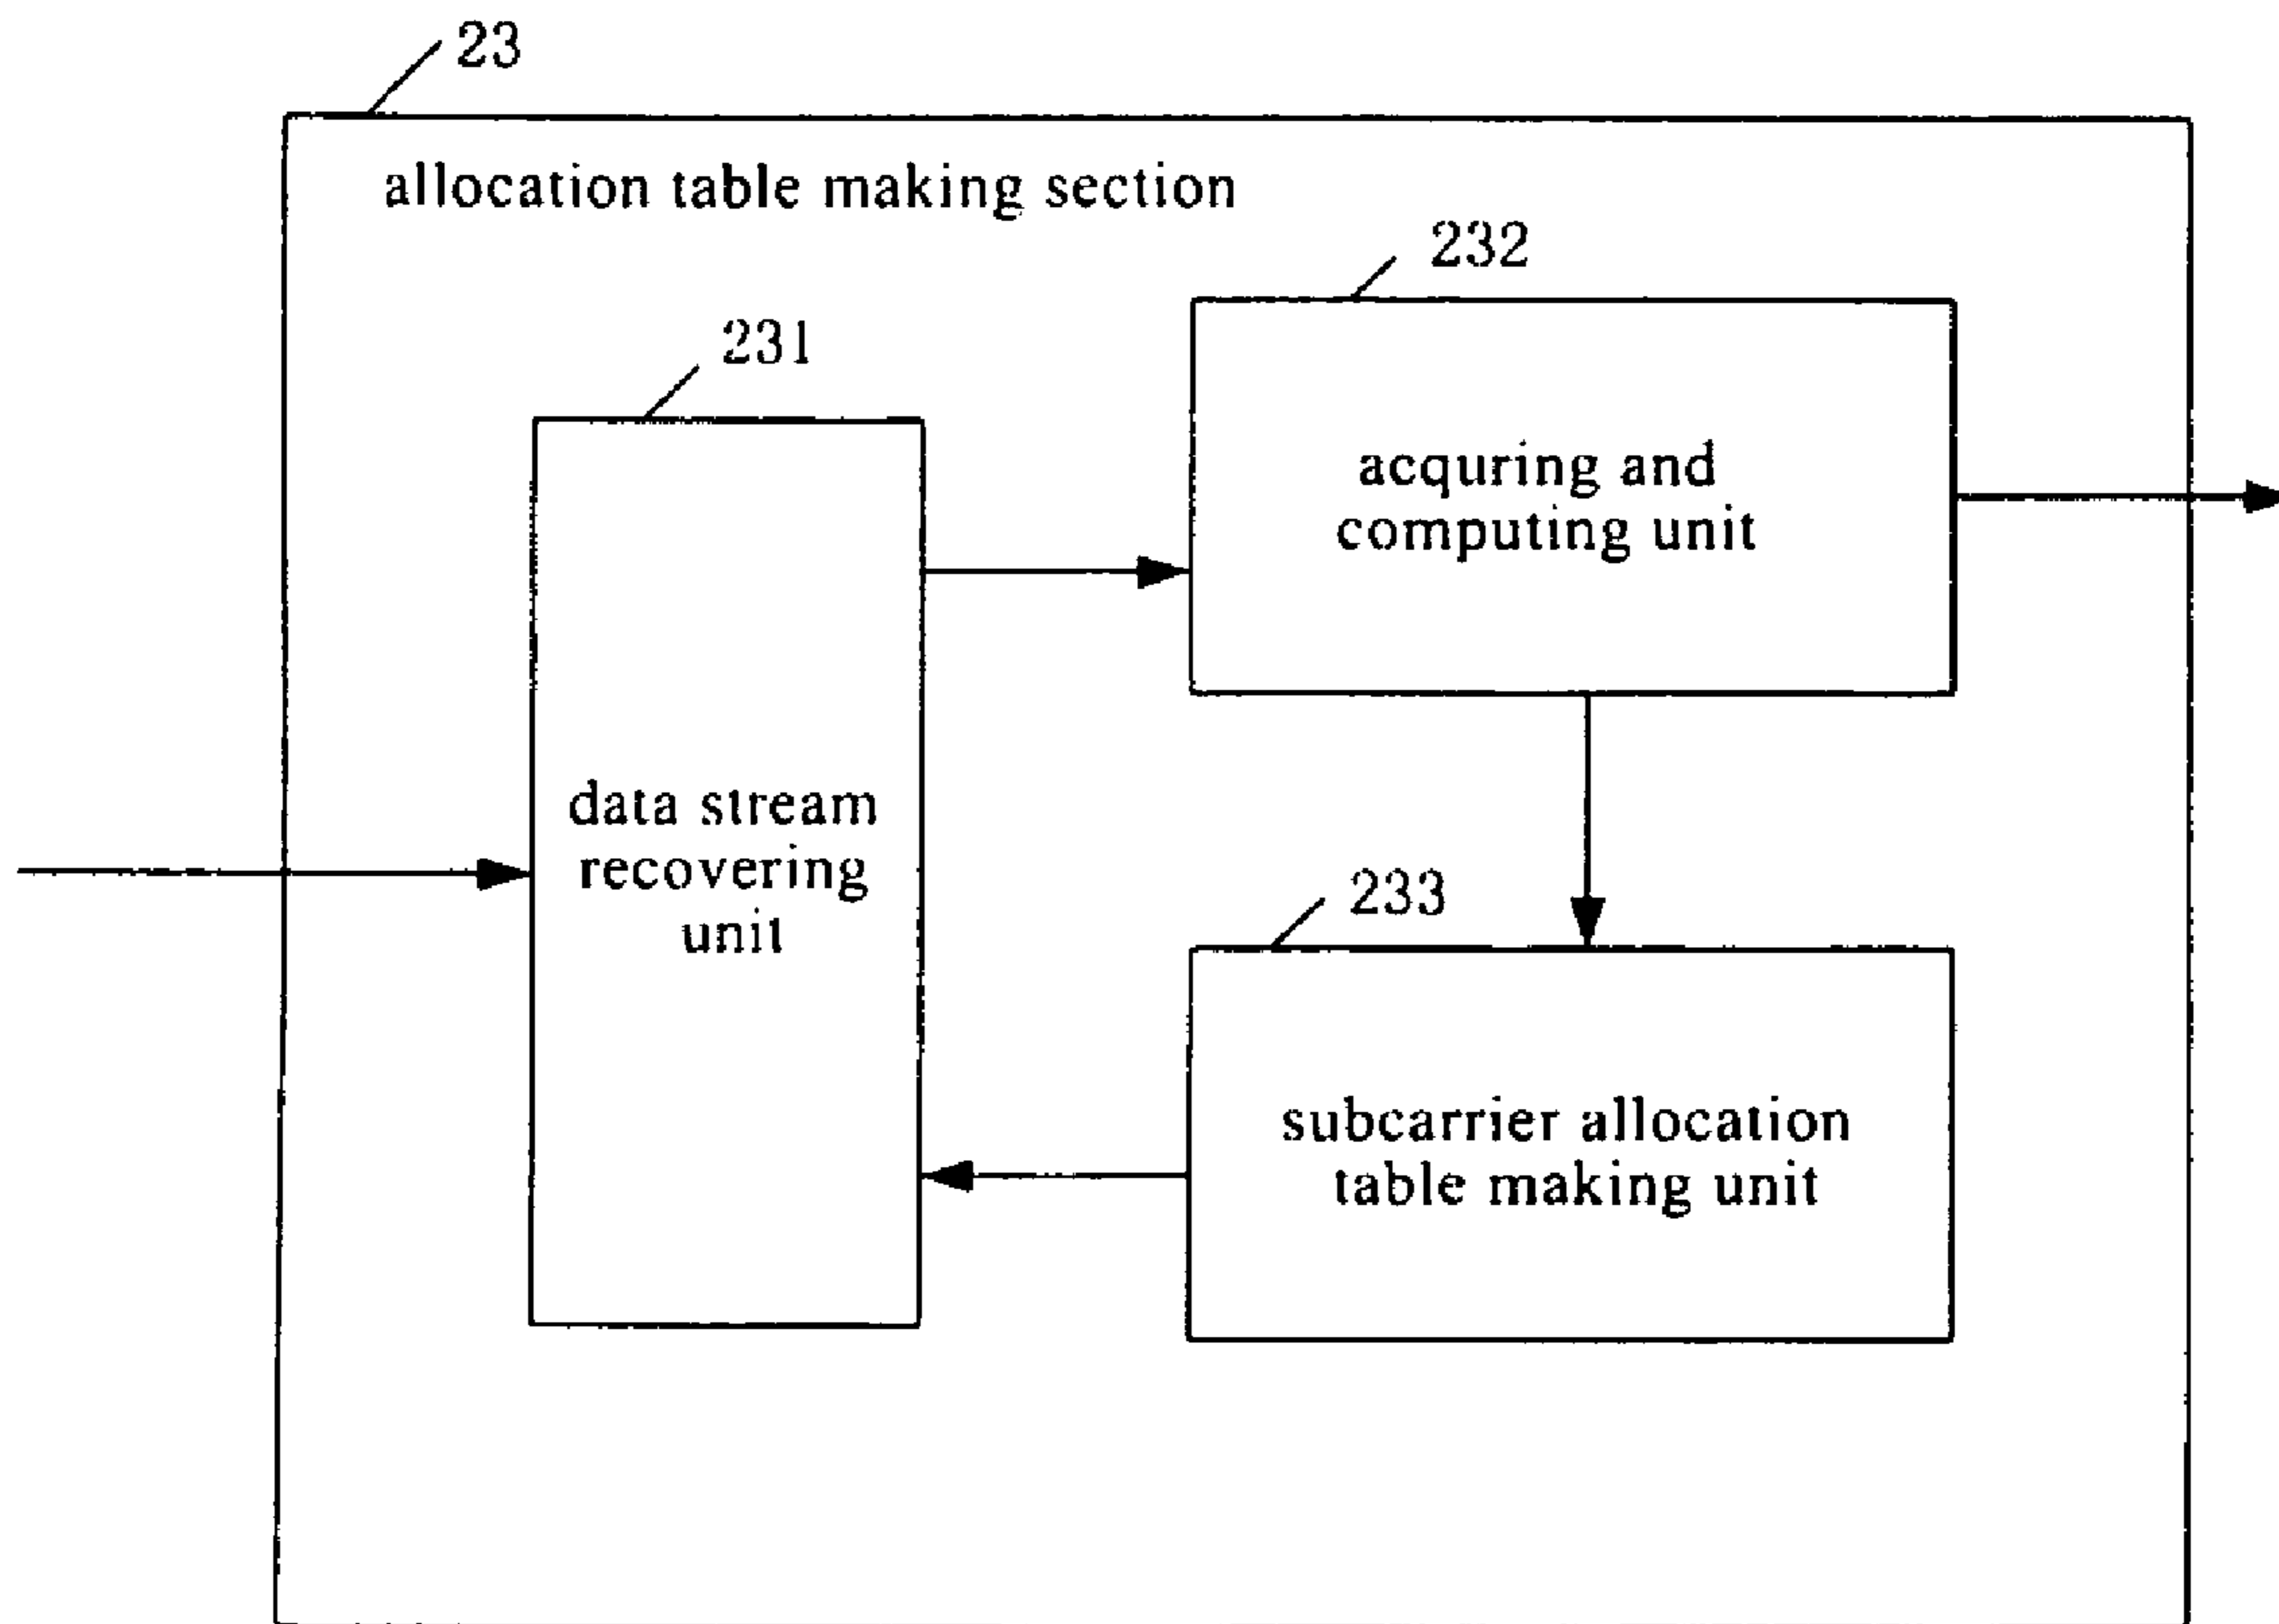 23
allocation table making section
232
231
acquring and
computing unit
data stream
recovering
unit
233
subcarrier allocation
table making unit